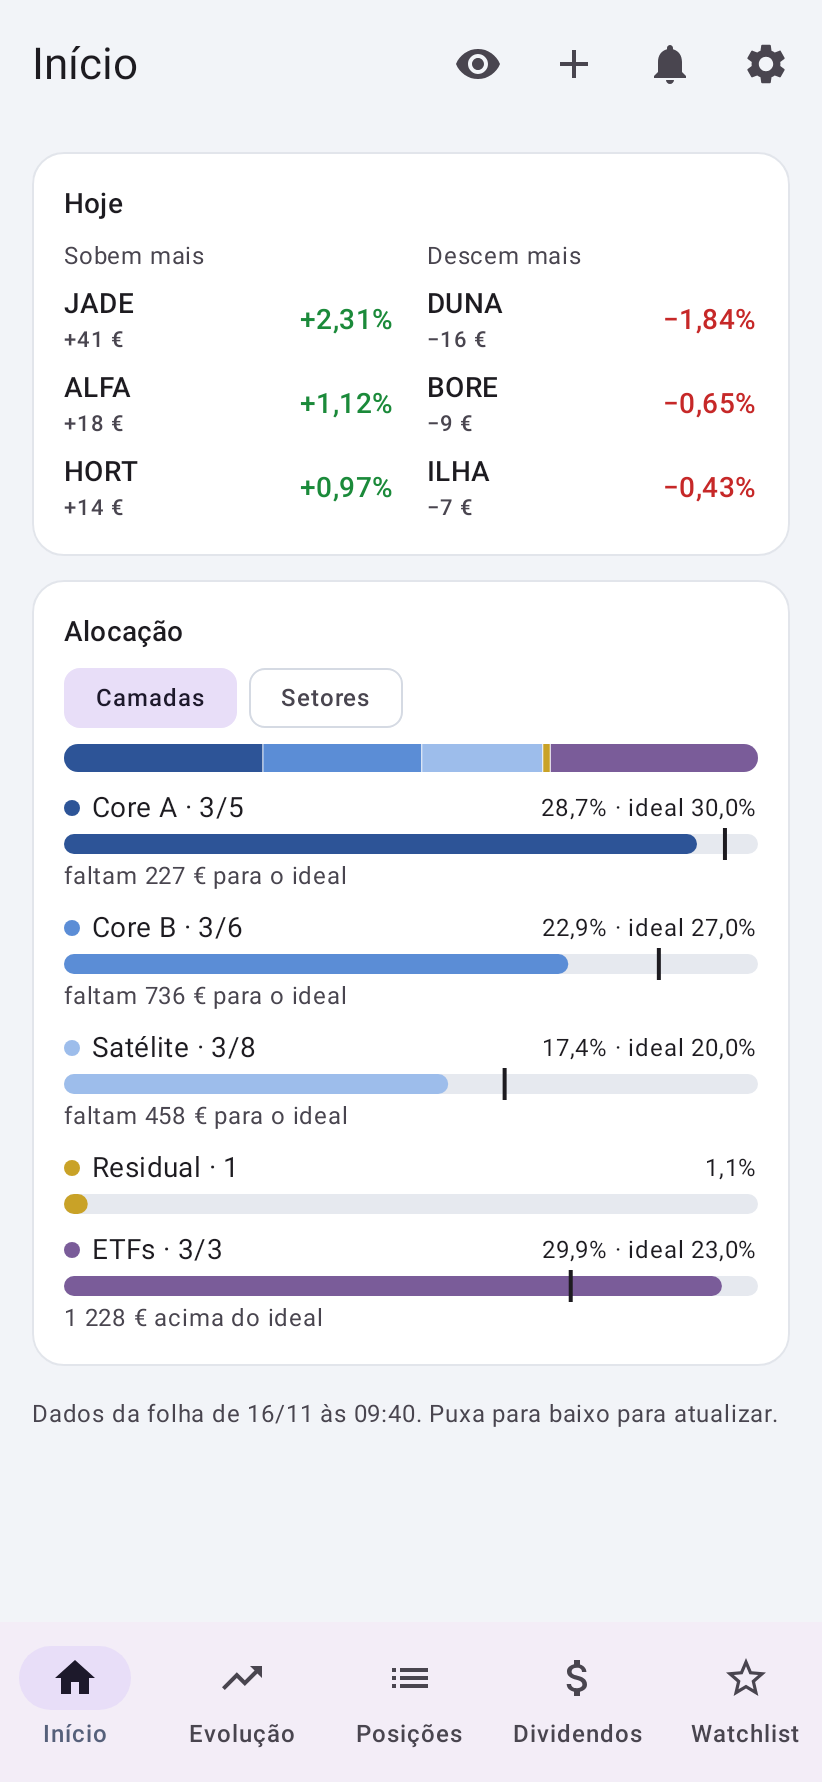 Início
Hoje
Sobem mais
JADE
+41 €
+2,31%
ALFA
+18 €
+1,12%
HORT
+14 €
+0,97%
Descem mais
DUNA
−16 €
−1,84%
BORE
−9 €
−0,65%
ILHA
−7 €
−0,43%
Alocação
Camadas
Setores
Core A · 3/5
28,7% · ideal 30,0%
faltam 227 € para o ideal
Core B · 3/6
22,9% · ideal 27,0%
faltam 736 € para o ideal
Satélite · 3/8
17,4% · ideal 20,0%
faltam 458 € para o ideal
Residual · 1
1,1%
ETFs · 3/3
29,9% · ideal 23,0%
1 228 € acima do ideal
Dados da folha de 16/11 às 09:40. Puxa para baixo para atualizar.
Início
Evolução
Posições
Dividendos
Watchlist